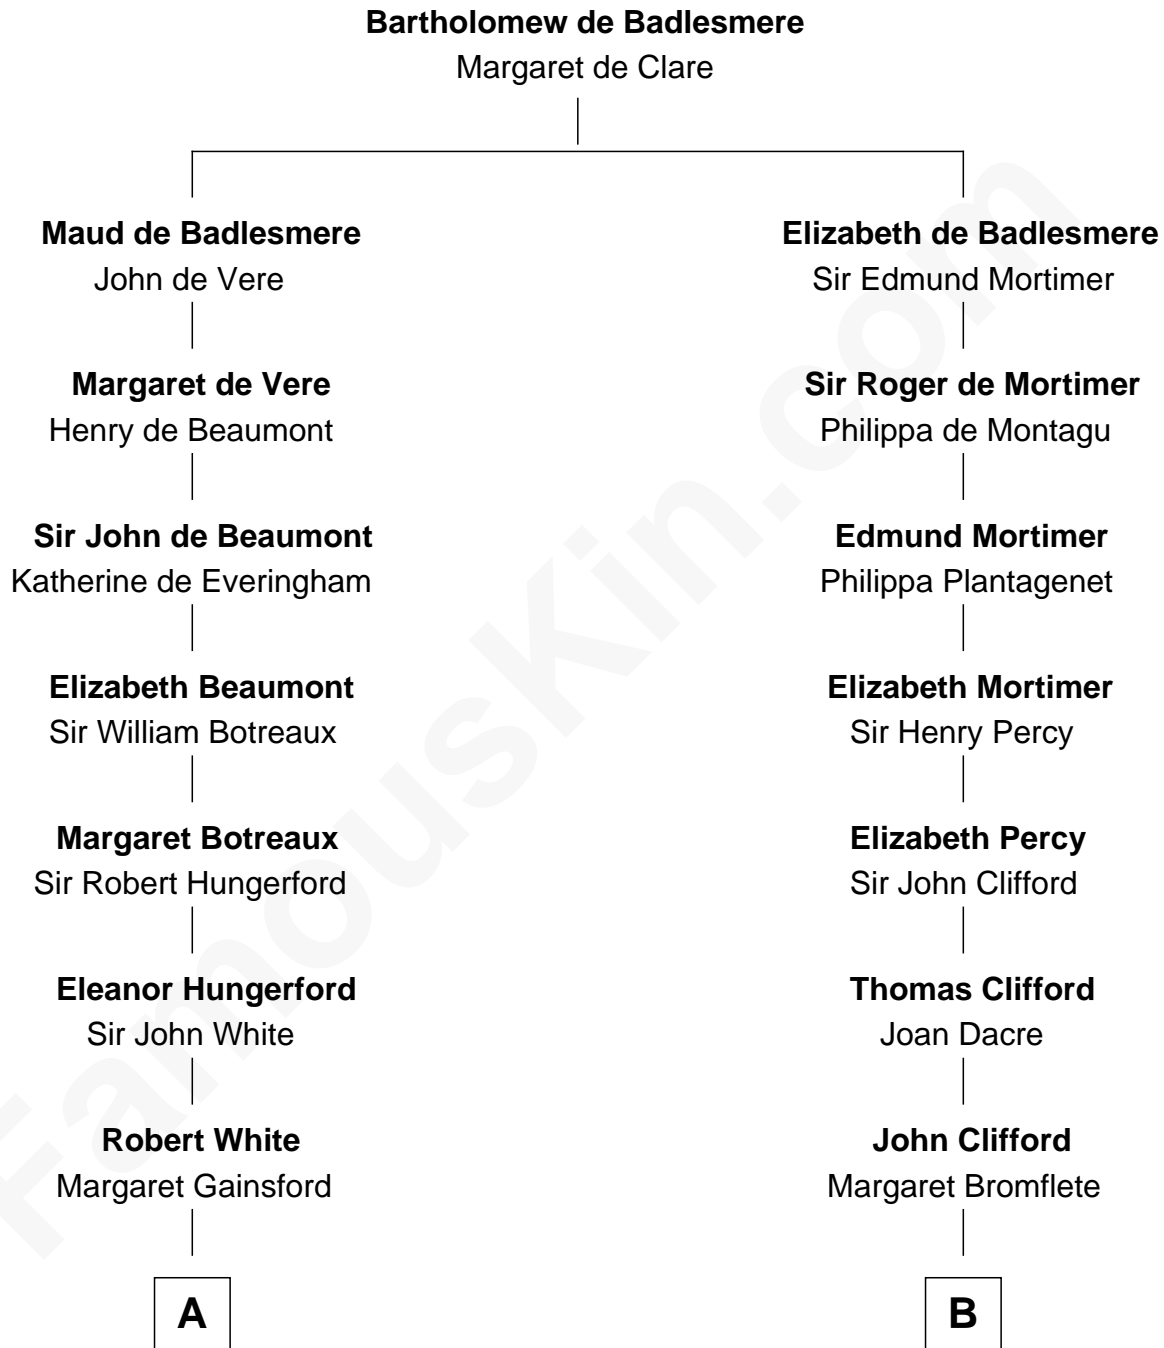 Bartholomew de Badlesmere
Margaret de Clare
Maud de Badlesmere
John de Vere
Elizabeth de Badlesmere
Sir Edmund Mortimer
Margaret de Vere
Henry de Beaumont
Sir Roger de Mortimer
Philippa de Montagu
Sir John de Beaumont
Katherine de Everingham
Edmund Mortimer
Philippa Plantagenet
Elizabeth Beaumont
Sir William Botreaux
Elizabeth Mortimer
Sir Henry Percy
Margaret Botreaux
Sir Robert Hungerford
Elizabeth Percy
Sir John Clifford
Eleanor Hungerford
Sir John White
Thomas Clifford
Joan Dacre
Robert White
Margaret Gainsford
John Clifford
Margaret Bromflete
A
B
FamousKin.com